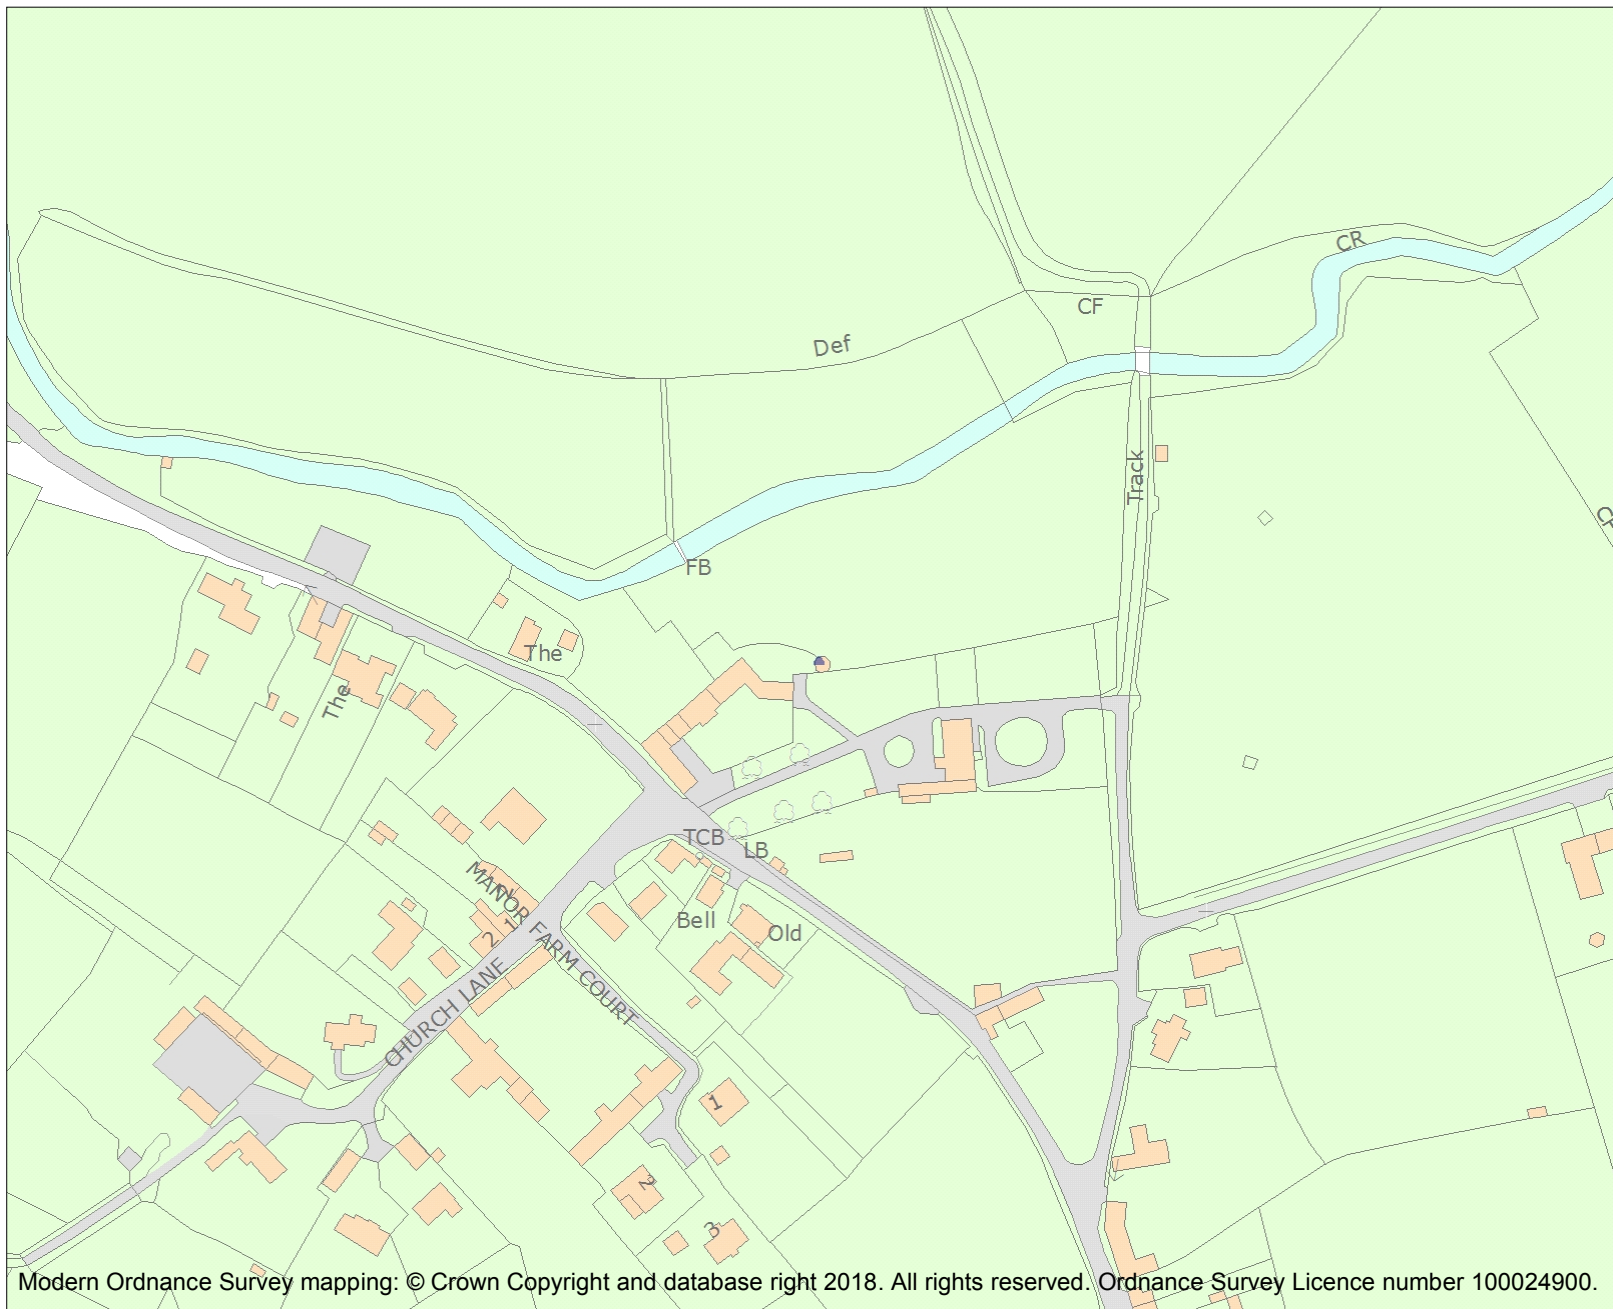 CR
CF
Def
Track
FB
The
The
TCB
LB
MANOR FARM COURT
Bell
Old
2
1
CHURCH LANE
1
2
3
Modern Ordnance Survey mapping: © Crown Copyright and database right 2018. All rights reserved. Ordnance Survey Licence number 100024900.